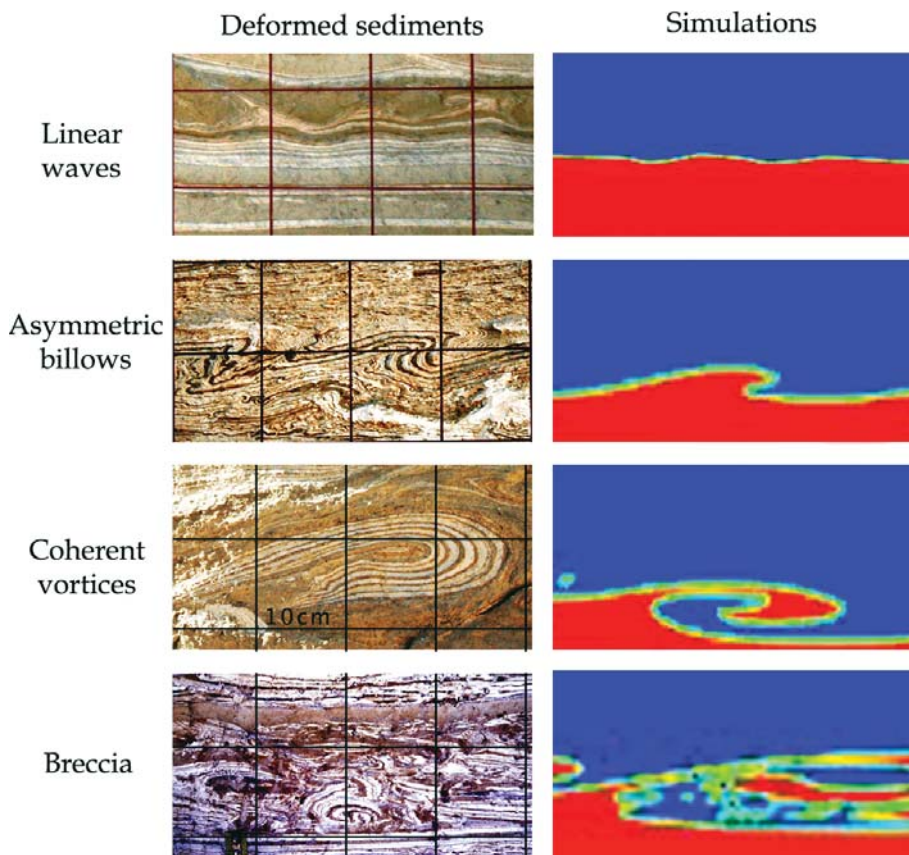 Deformed sediments
Simulations
Linear
waves
Asymmetric
billows
Coherent
vortices
10cm
Breccia